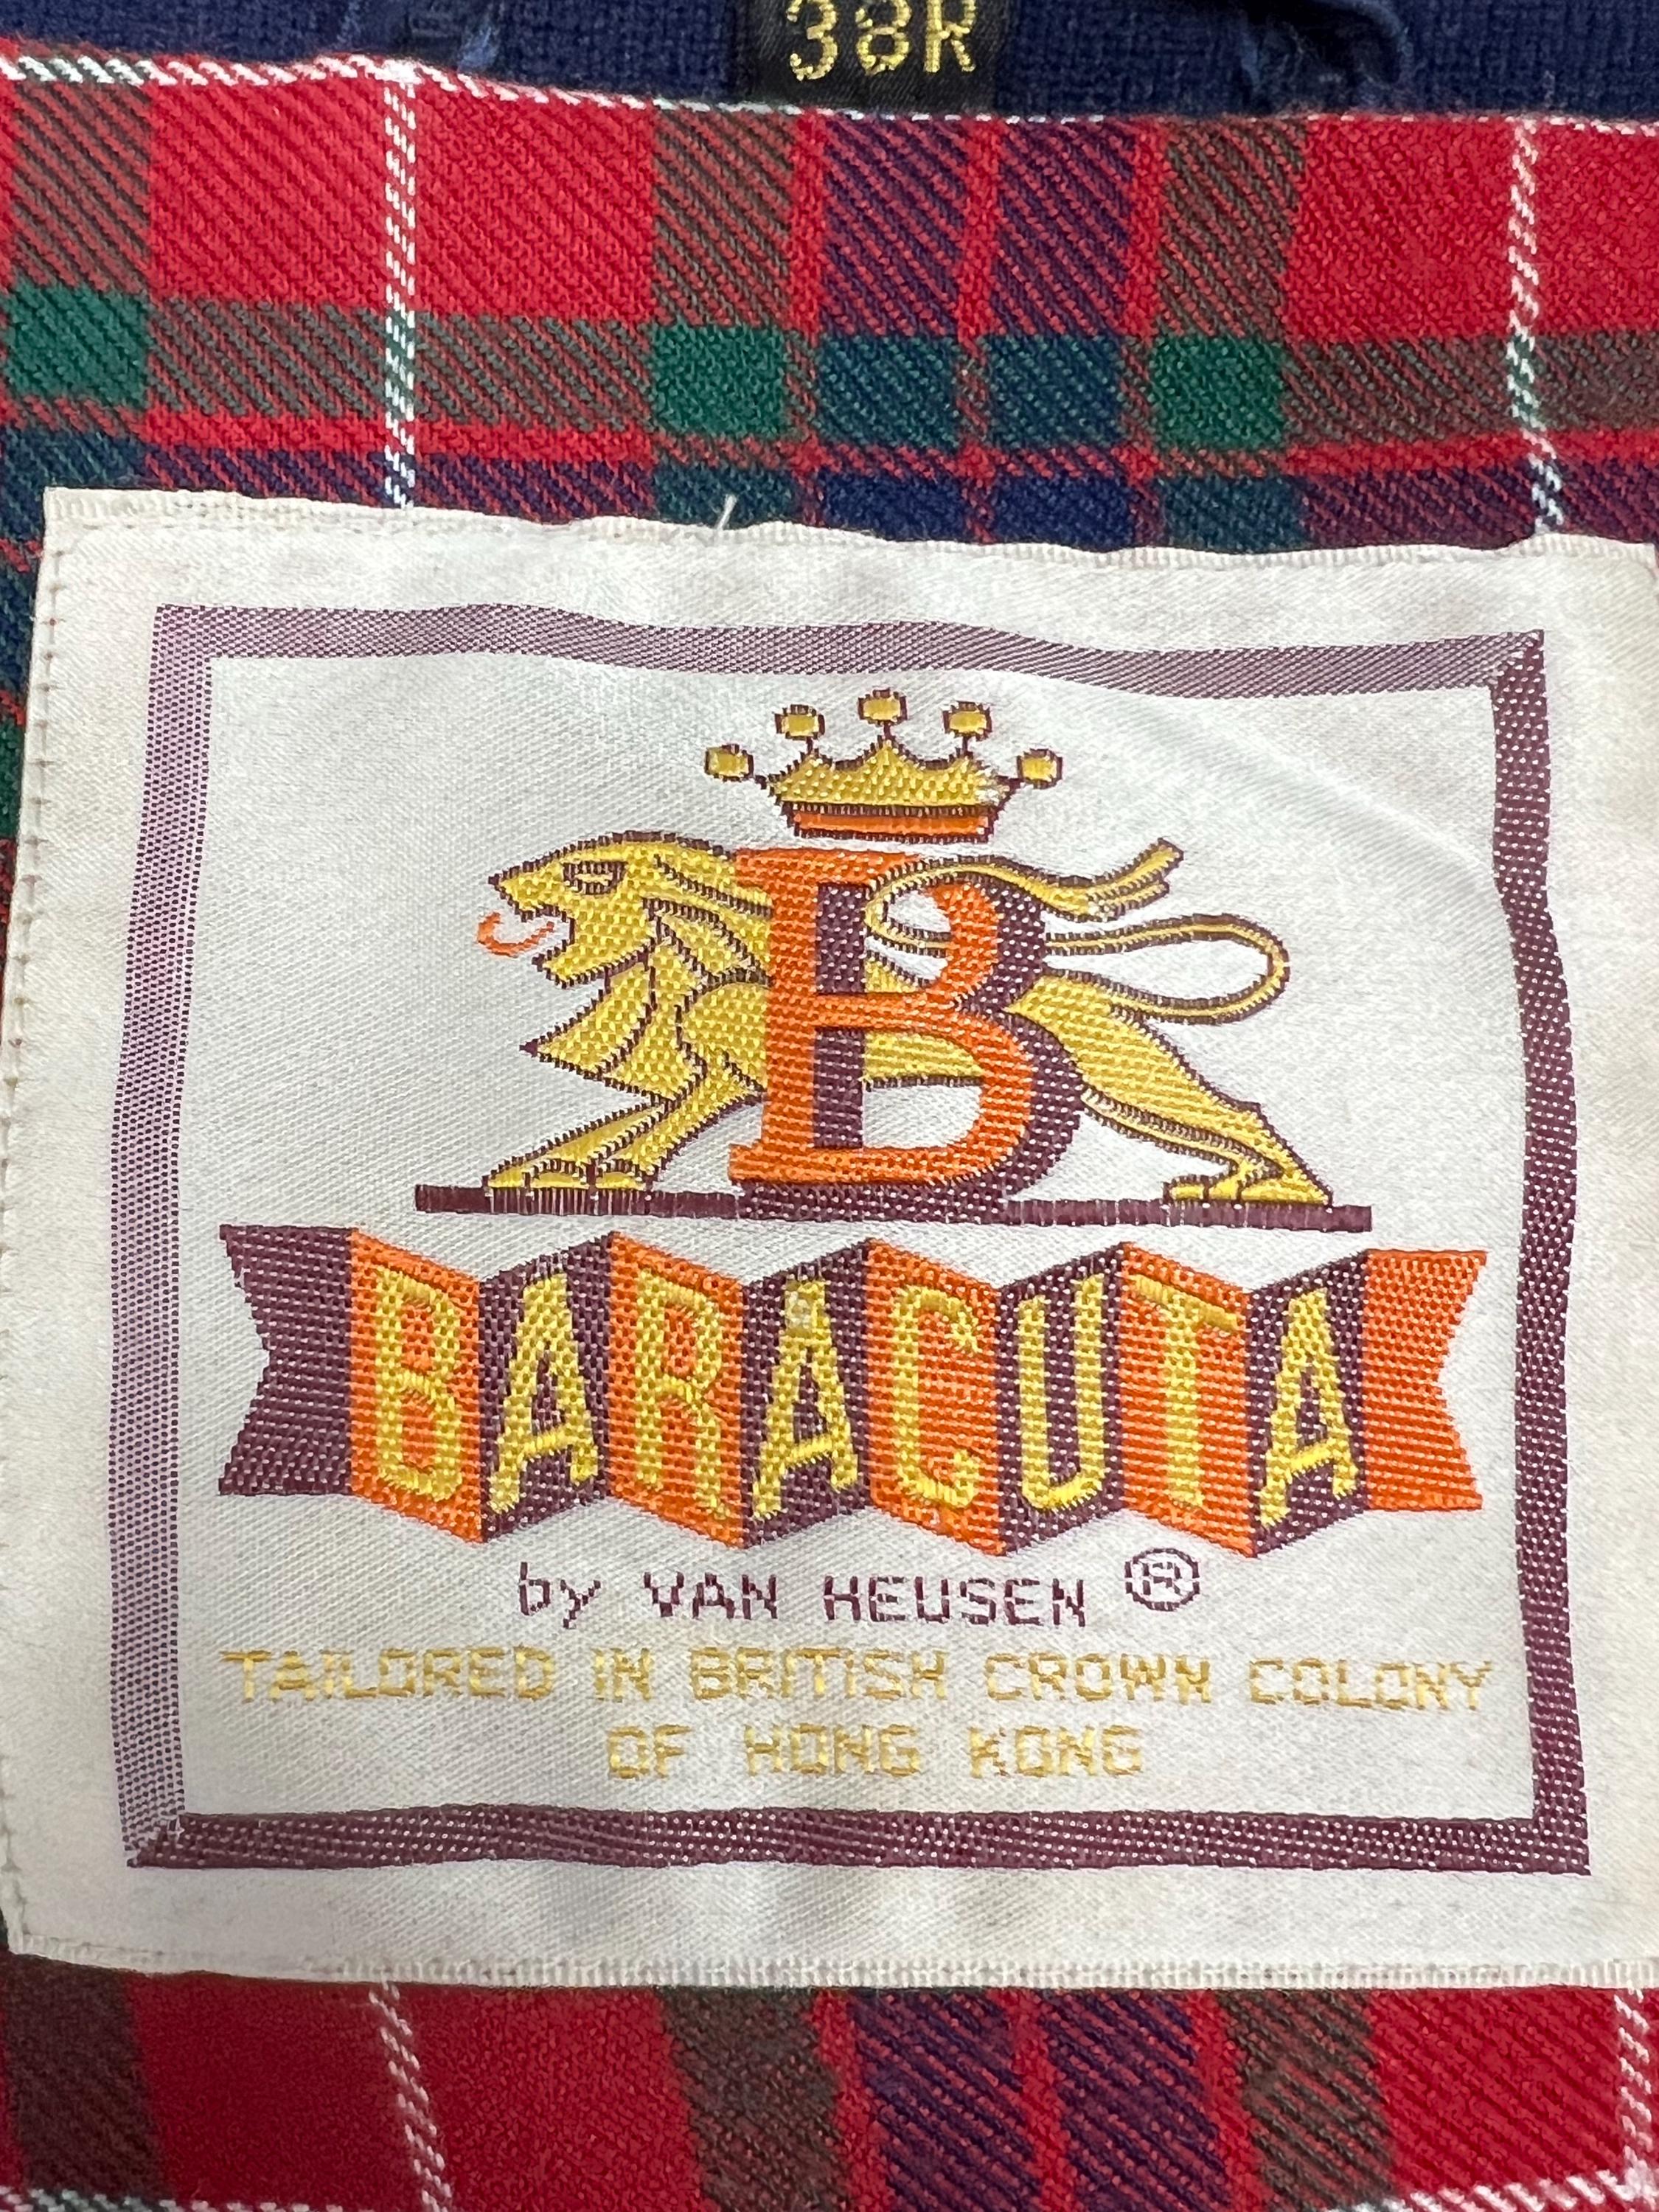 38R
B
BARACUTA
by VAN HEUSEN ®
TAILORED IN BRITISH CROWN COLONY
OF HONG KONG